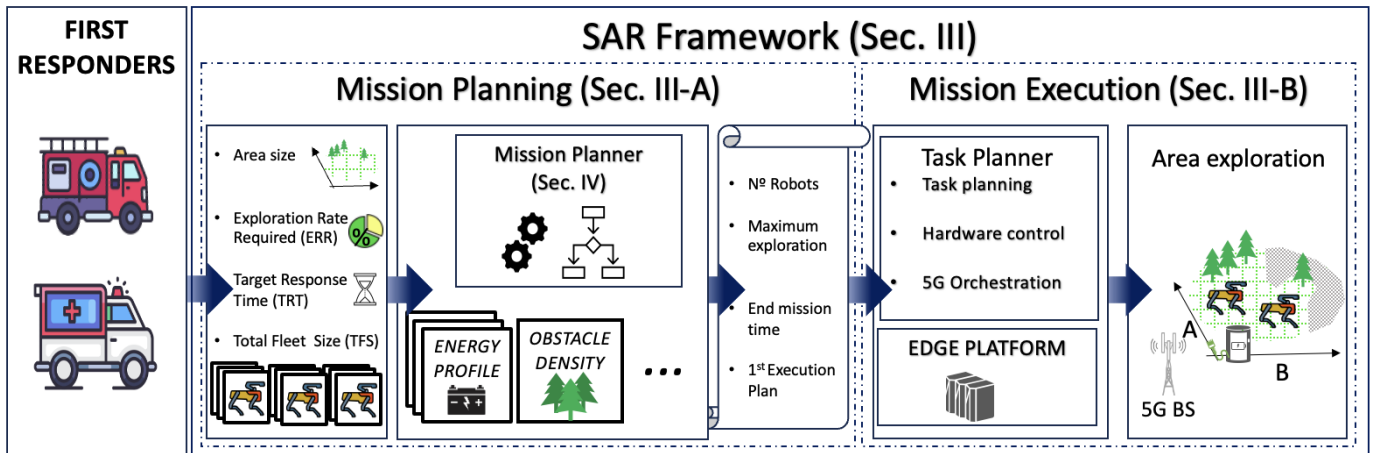 FIRST
RESPONDERS
SAR Framework (Sec. III)
Mission Planning (Sec. III-A)
• Area size
• Exploration Rate
Required (ERR)
%
• Target Response
Time (TRT)
• Total Fleet Size (TFS)
Mission Planner
(Sec. IV)
ENERGY
PROFILE
OBSTACLE
DENSITY
...
• Nº Robots
• Maximum
exploration
• End mission
time
• 1st Execution
Plan
Mission Execution (Sec. III-B)
Task Planner
• Task planning
• Hardware control
• 5G Orchestration
EDGE PLATFORM
Area exploration
A
B
5G BS